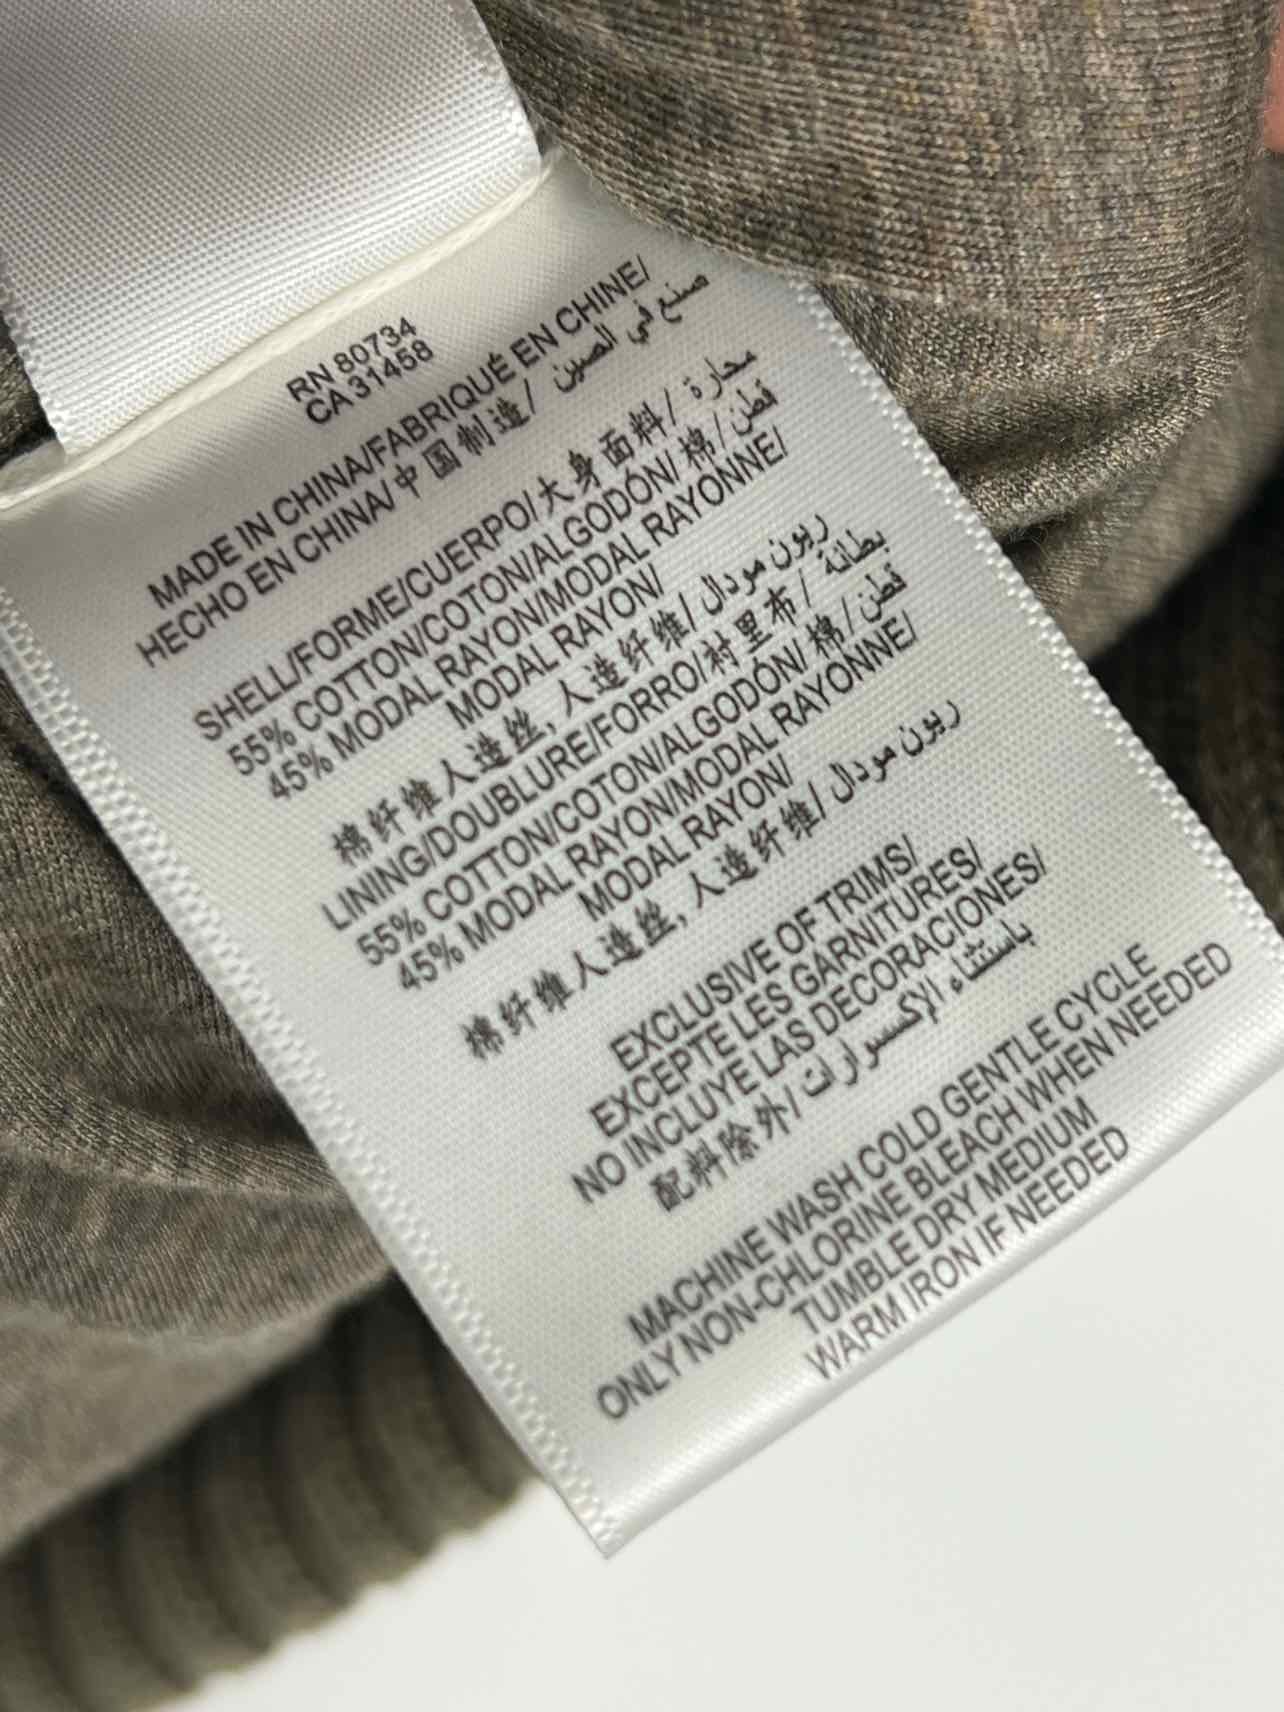 RN 80734
CA 31458
MADE IN CHINA/FABRIQUÉ EN CHINE/
HECHO EN CHINA/中国制造/ صنع في الصين
SHELL/FORME/CUERPO/大身面料/ محارة
55% COTTON/COTON/ALGODÓN/棉/قطن
45% MODAL RAYON/MODAL RAYONNE/
MODAL RAYON/
棉纤维人造丝, 人造纤维/ ريون مودال
LINING/DOUBLURE/FORRO/衬里布/ بطانة
55% COTTON/COTON/ALGODÓN/棉/قطن
45% MODAL RAYON/MODAL RAYONNE/
MODAL RAYON/
棉纤维人造丝, 人造纤维/ ريون مودال
EXCLUSIVE OF TRIMS/
EXCEPTE LES GARNITURES/
NO INCLUYE LAS DECORACIONES/
配料除外/ باستثناء الإكسسوارات
MACHINE WASH COLD GENTLE CYCLE
ONLY NON-CHLORINE BLEACH WHEN NEEDED
TUMBLE DRY MEDIUM
WARM IRON IF NEEDED